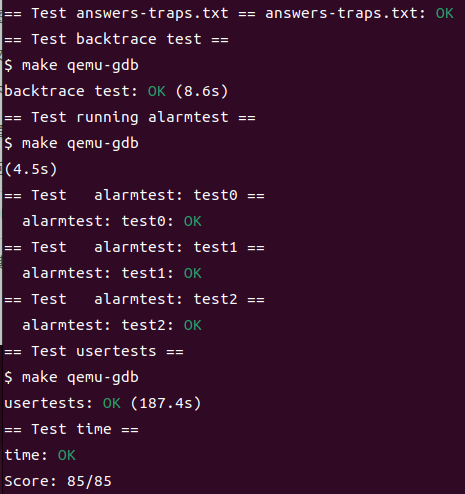 == Test answers-traps.txt == answers-traps.txt: OK
== Test backtrace test ==
$ make qemu-gdb
backtrace test: OK (8.6s)
== Test running alarmtest ==
$ make qemu-gdb
(4.5s)
== Test   alarmtest: test0 ==
  alarmtest: test0: OK
== Test   alarmtest: test1 ==
  alarmtest: test1: OK
== Test   alarmtest: test2 ==
  alarmtest: test2: OK
== Test usertests ==
$ make qemu-gdb
usertests: OK (187.4s)
== Test time ==
time: OK
Score: 85/85